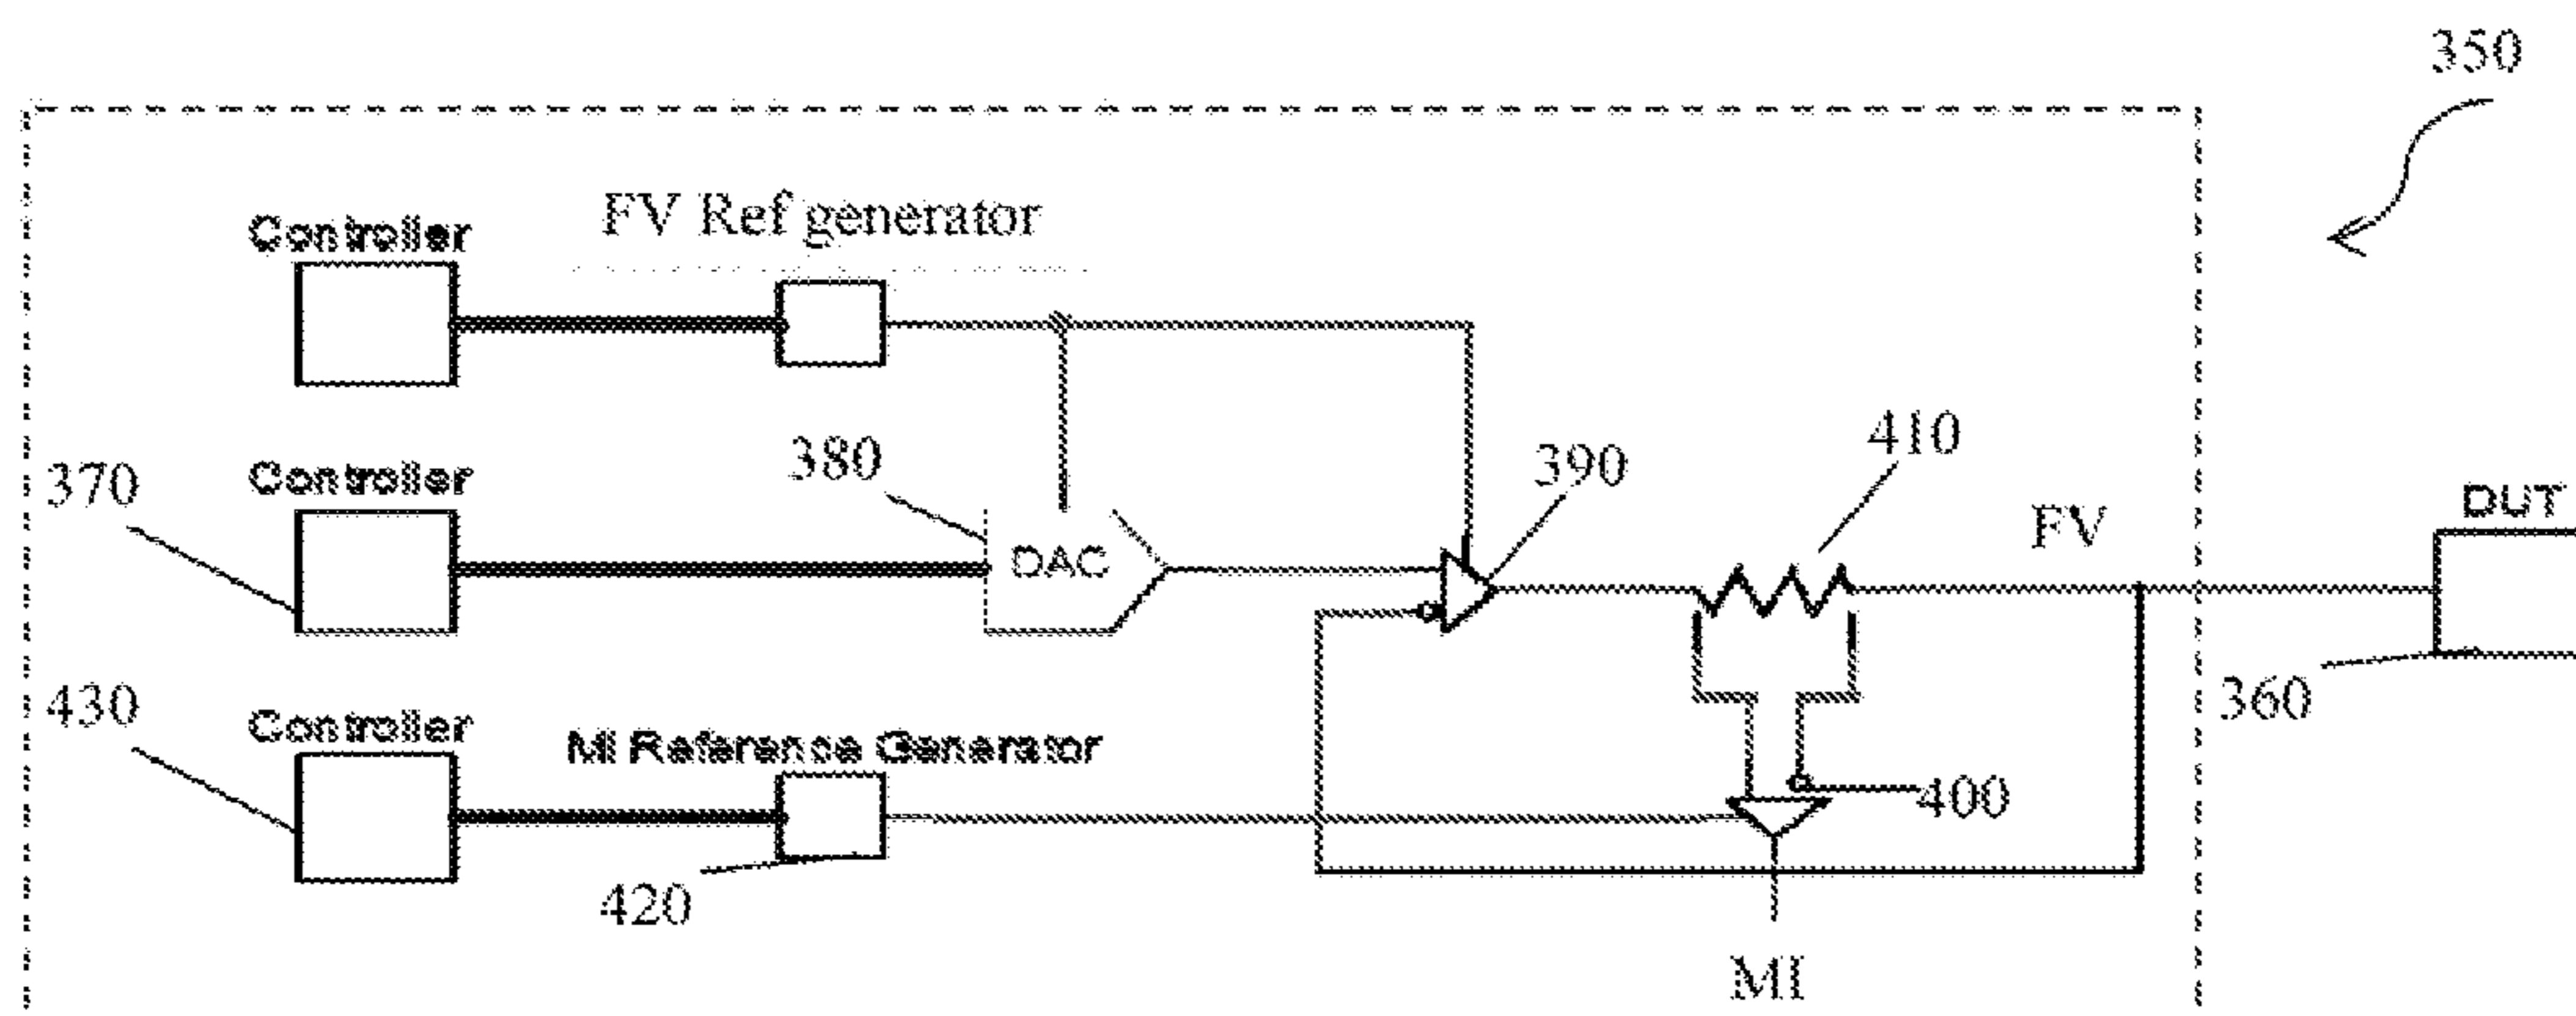 350
Controller
FV Ref generator
370
Controller
380
DAC
390
410
FV
DUT
360
430
Controller
MI Reference Generator
420
400
MI